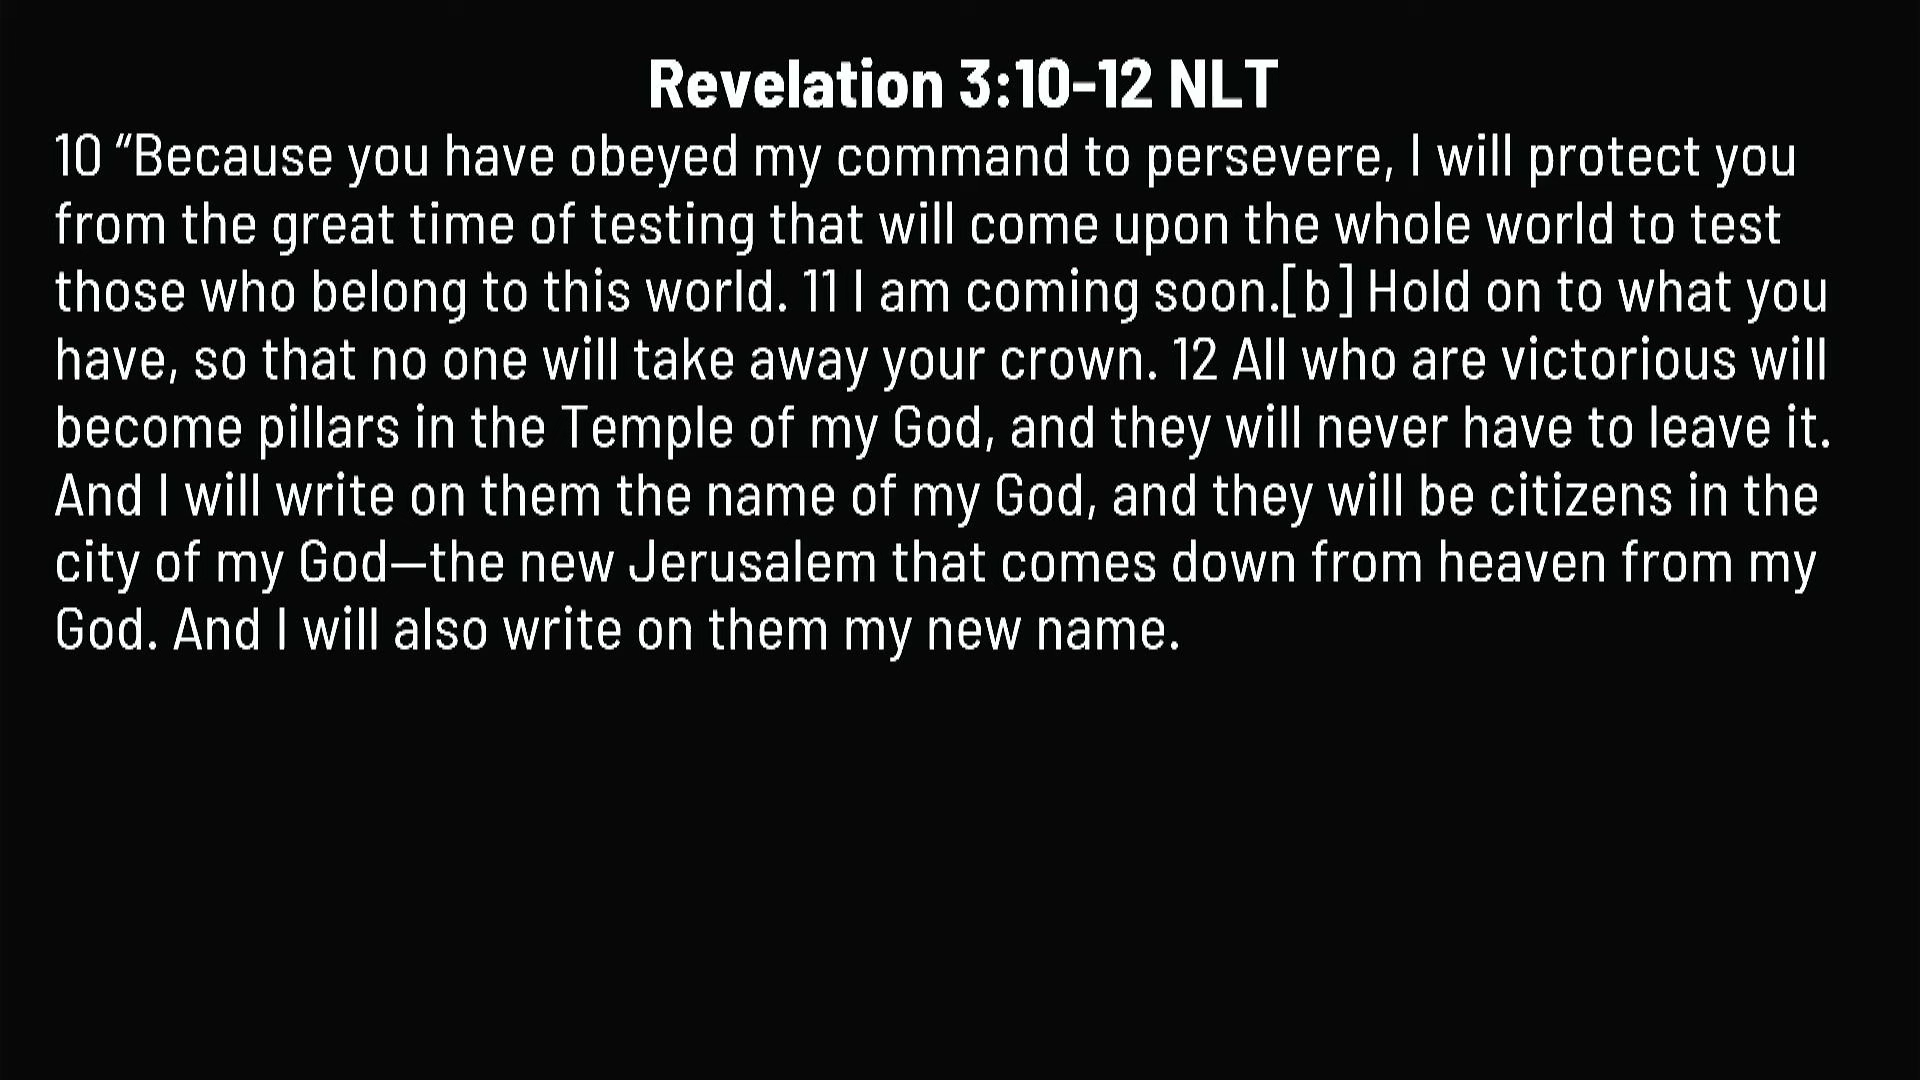 Revelation 3:10-12 NLT
10 “Because you have obeyed my command to persevere, I will protect you
from the great time of testing that will come upon the whole world to test
those who belong to this world. 11 I am coming soon.[b] Hold on to what you
have, so that no one will take away your crown. 12 All who are victorious will
become pillars in the Temple of my God, and they will never have to leave it.
And I will write on them the name of my God, and they will be citizens in the
city of my God—the new Jerusalem that comes down from heaven from my
God. And I will also write on them my new name.